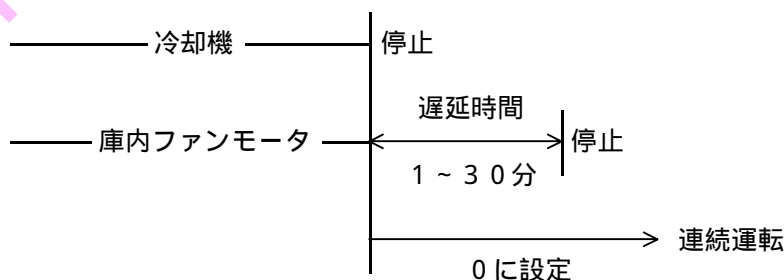 冷却機 停止
遅延時間
庫内ファンモータ 停止
1~30分
連続運転
0に設定